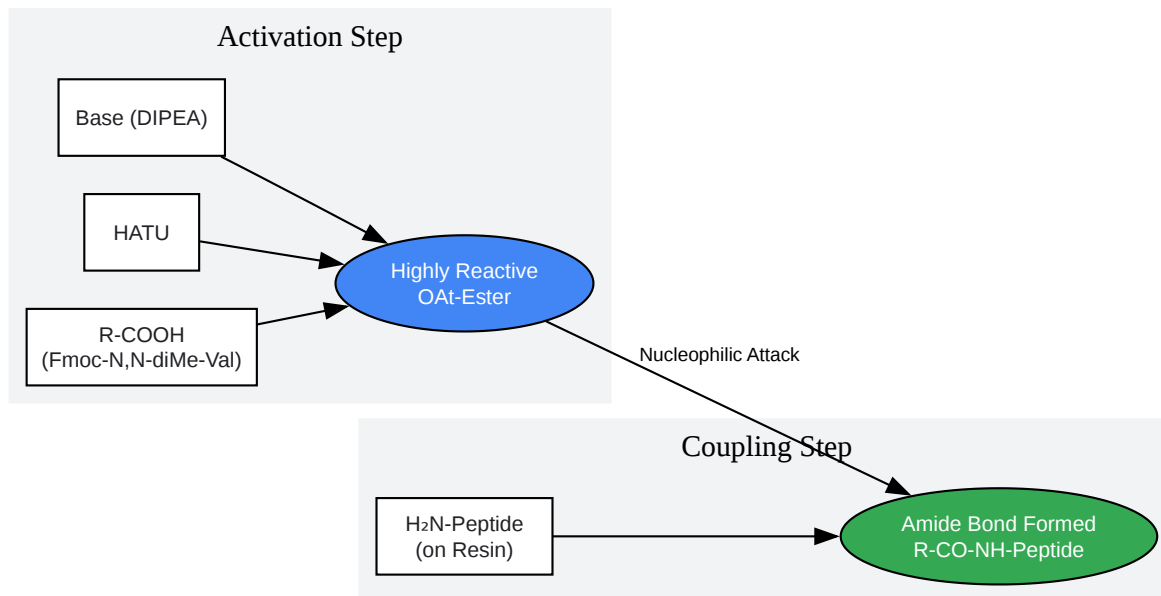 Activation Step
Base (DIPEA)
HATU
R-COOH
(Fmoc-N,N-diMe-Val)
Highly Reactive
OAt-Ester
Nucleophilic Attack
Coupling Step
H₂N-Peptide
(on Resin)
Amide Bond Formed
R-CO-NH-Peptide